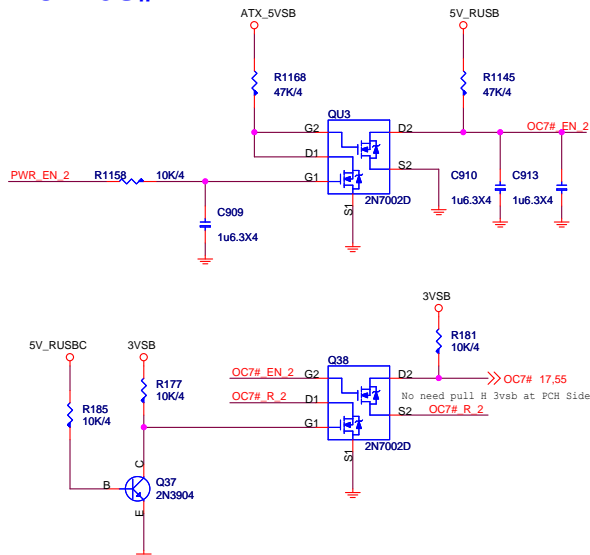 ATX_5VSB
5V_RUSB
R1168
47K/4
R1145
47K/4
QU3
G2
D2
OC7#_EN_2
D1
S2
PWR_EN_2
R1158
10K/4
G1
C910
C913
2N7002D
1u6.3X4
1u6.3X4
S1
C909
1u6.3X4
3VSB
5V_RUSBC
3VSB
R181
10K/4
R177
10K/4
Q38
OC7#_EN_2
G2
D2
OC7# 17,55
OC7#_R_2
D1
No need pull H 3vsb at PCH Side
R185
10K/4
S2
OC7#_R_2
G1
2N7002D
S1
C
Q37
2N3904
B
E